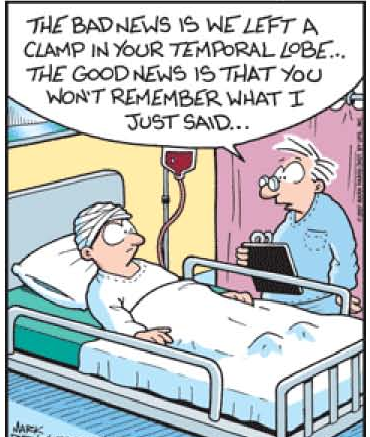 THE BAD NEWS IS WE LEFT A
CLAMP IN YOUR TEMPORAL LOBE...
THE GOOD NEWS IS THAT YOU
WON'T REMEMBER WHAT I
JUST SAID...
MARK